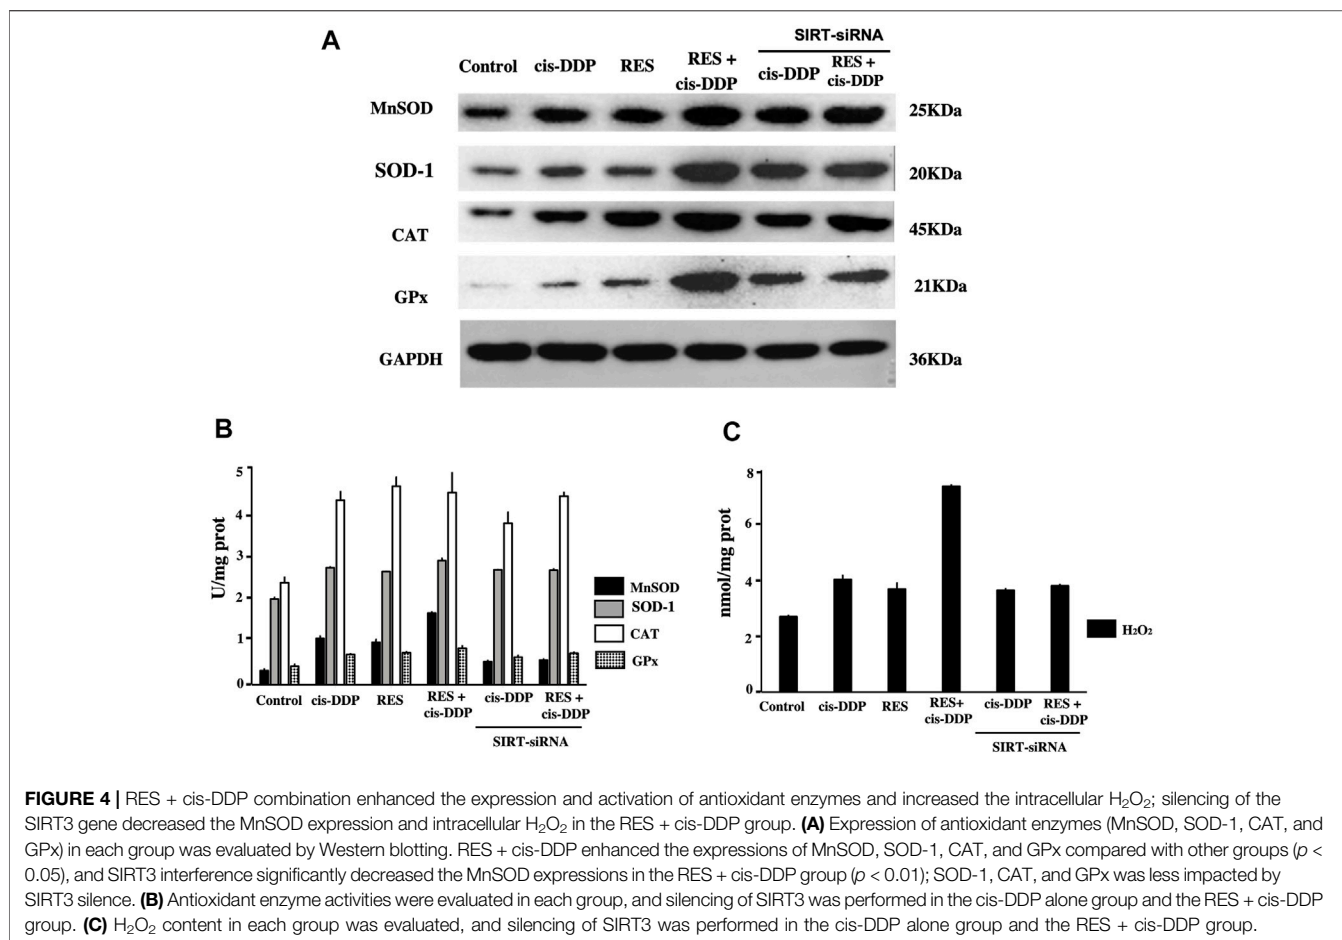 A
SIRT-siRNA
Control cis-DDP RES RES + cis-DDP cis-DDP RES + cis-DDP
MnSOD 25KDa
SOD-1 20KDa
CAT 45KDa
GPx 21KDa
GAPDH 36KDa
B
U/mg prot
5
3
2
1
0
MnSOD
SOD-1
CAT
GPx
Control cis-DDP RES RES + cis-DDP cis-DDP RES + cis-DDP
SIRT-siRNA
C
nmol/mg prot
8
6
4
2
0
H₂O₂
Control cis-DDP RES RES+ cis-DDP cis-DDP RES + cis-DDP
SIRT-siRNA
FIGURE 4 | RES + cis-DDP combination enhanced the expression and activation of antioxidant enzymes and increased the intracellular H₂O₂; silencing of the
SIRT3 gene decreased the MnSOD expression and intracellular H₂O₂ in the RES + cis-DDP group. (A) Expression of antioxidant enzymes (MnSOD, SOD-1, CAT, and
GPx) in each group was evaluated by Western blotting. RES + cis-DDP enhanced the expressions of MnSOD, SOD-1, CAT, and GPx compared with other groups (p <
0.05), and SIRT3 interference significantly decreased the MnSOD expressions in the RES + cis-DDP group (p < 0.01); SOD-1, CAT, and GPx was less impacted by
SIRT3 silence. (B) Antioxidant enzyme activities were evaluated in each group, and silencing of SIRT3 was performed in the cis-DDP alone group and the RES + cis-DDP
group. (C) H₂O₂ content in each group was evaluated, and silencing of SIRT3 was performed in the cis-DDP alone group and the RES + cis-DDP group.